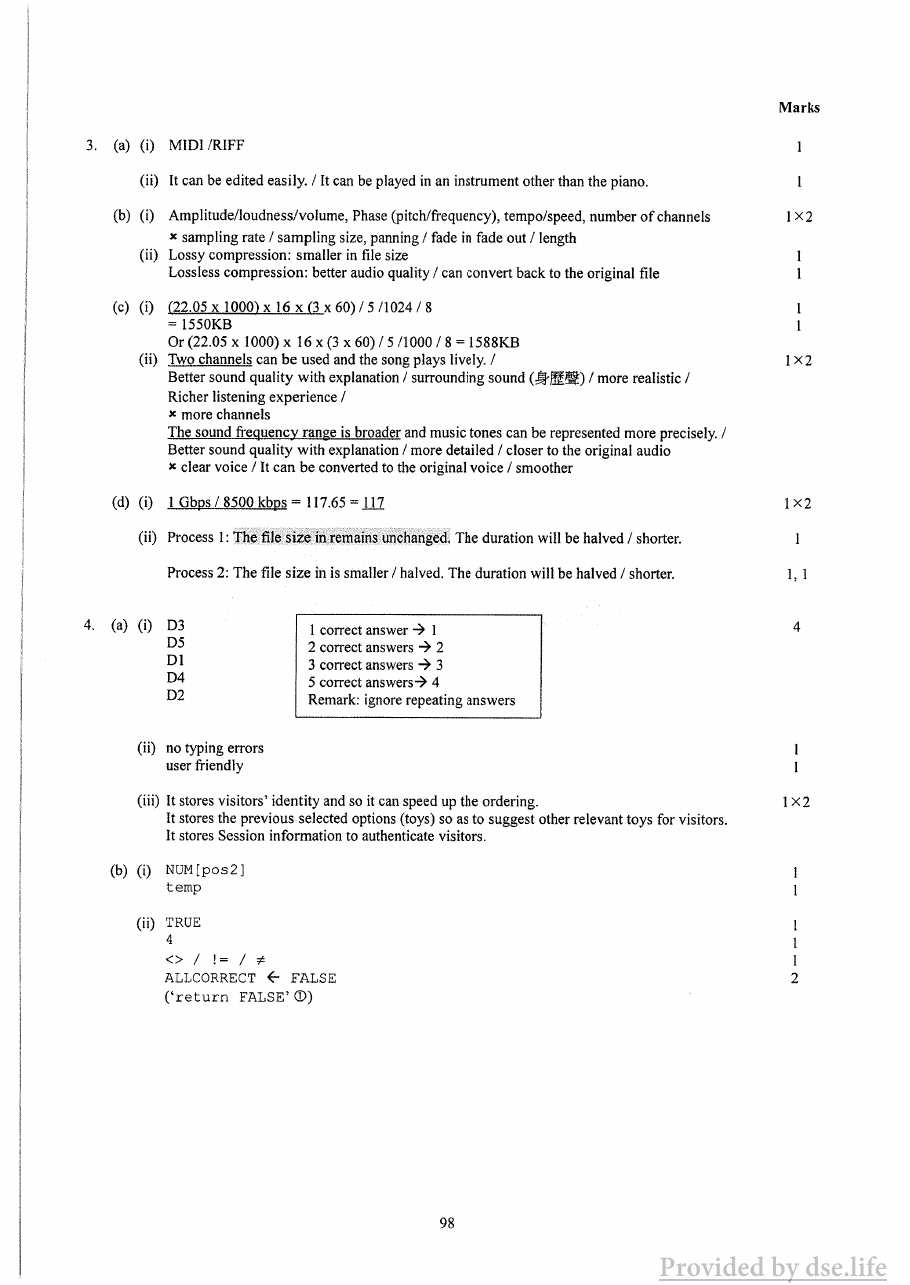 Marks
3. (a) (i) MIDI /RIFF 1
(ii) It can be edited easily. / It can be played in an instrument other than the piano. 1
(b) (i) Amplitude/loudness/volume, Phase (pitch/frequency), tempo/speed, number of channels 1×2
× sampling rate / sampling size, panning / fade in fade out / length
(ii) Lossy compression: smaller in file size 1
Lossless compression: better audio quality / can convert back to the original file 1
(c) (i) (22.05 x 1000) x 16 x (3 x 60) / 5 /1024 / 8 1
= 1550KB 1
Or (22.05 x 1000) x 16 x (3 x 60) / 5 /1000 / 8 = 1588KB
(ii) Two channels can be used and the song plays lively. / 1×2
Better sound quality with explanation / surrounding sound (身歷聲) / more realistic /
Richer listening experience /
× more channels
The sound frequency range is broader and music tones can be represented more precisely. /
Better sound quality with explanation / more detailed / closer to the original audio
× clear voice / It can be converted to the original voice / smoother
(d) (i) 1 Gbps / 8500 kbps = 117.65 = 117 1×2
(ii) Process 1: The file size in remains unchanged. The duration will be halved / shorter. 1
Process 2: The file size in is smaller / halved. The duration will be halved / shorter. 1, 1
4. (a) (i) D3 4
D5
D1
D4
D2
1 correct answer → 1
2 correct answers → 2
3 correct answers → 3
5 correct answers→ 4
Remark: ignore repeating answers
(ii) no typing errors 1
user friendly 1
(iii) It stores visitors' identity and so it can speed up the ordering. 1×2
It stores the previous selected options (toys) so as to suggest other relevant toys for visitors.
It stores Session information to authenticate visitors.
(b) (i) NUM[pos2] 1
temp 1
(ii) TRUE 1
4 1
<> / != / ≠ 1
ALLCORRECT ← FALSE 2
('return FALSE' ①)
98
Provided by dse.life